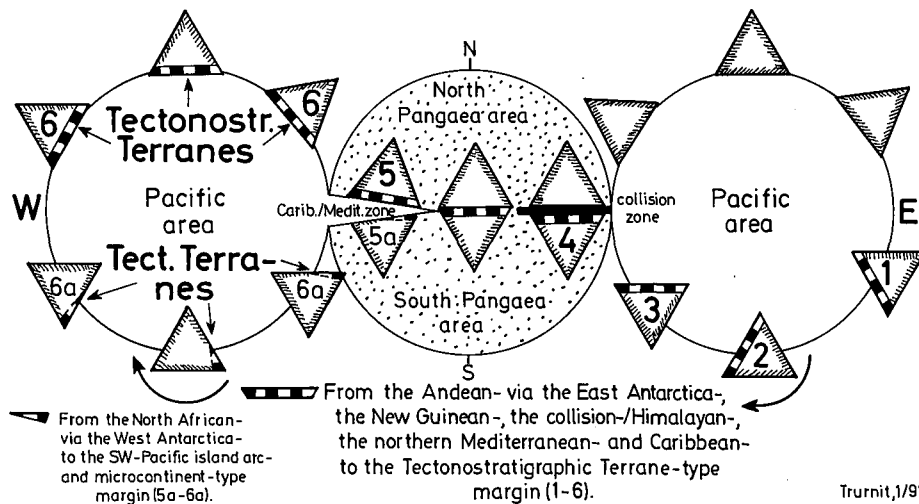 N
North
Pangaea area
6
Tectonostr.
Terranes
6
W
Pacific
area
Carib./Medit. zone
5
collision
zone
Pacific
area
E
5a
4
Tect. Terra-
nes
6a
6a
South Pangaea
area
3
1
2
S
From the North African-
via the West Antarctica-
to the SW-Pacific island arc-
and microcontinent-type
margin (5a-6a).
From the Andean- via the East Antarctica-,
the New Guinean-, the collision-/Himalayan-,
the northern Mediterranean- and Caribbean-
to the Tectonostratigraphic Terrane-type
margin (1-6).
Trurnit,1/9